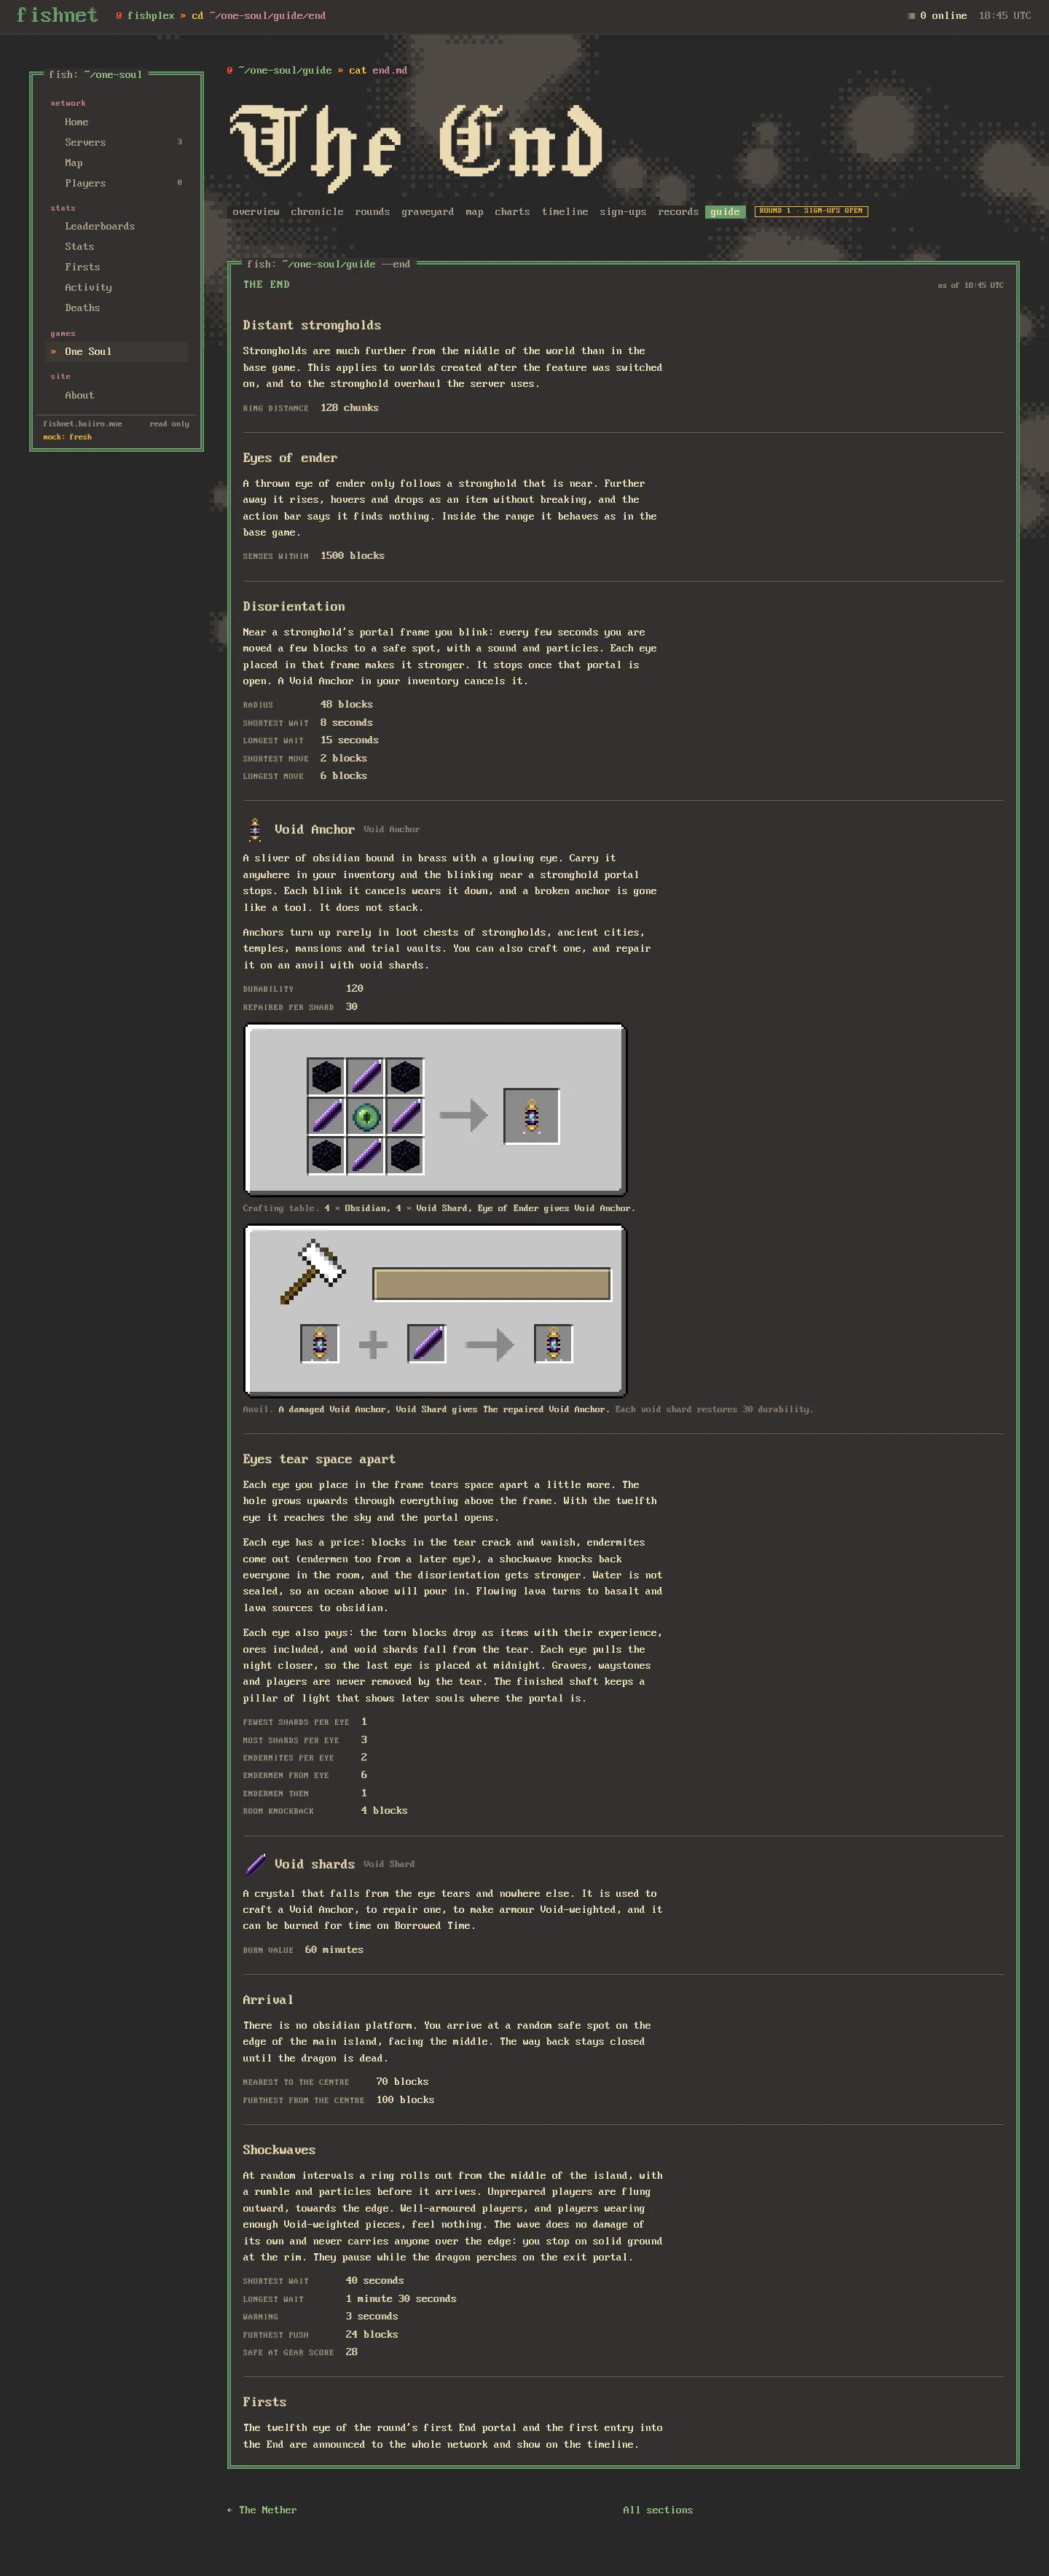 fishnet
@ fishplex » cd ~/one-soul/guide/end
0 online 18:45 UTC
fish: ~/one-soul
network
Home
Servers 3
Map
Players 0
stats
Leaderboards
Stats
Firsts
Activity
Deaths
games
» One Soul
site
About
fishnet.haiiro.moe read only
mock: fresh
@ ~/one-soul/guide » cat end.md
The End
overview chronicle rounds graveyard map charts timeline sign-ups records guide ROUND 1 · SIGN-UPS OPEN
fish: ~/one-soul/guide --end
THE END as of 18:45 UTC
Distant strongholds
Strongholds are much further from the middle of the world than in the
base game. This applies to worlds created after the feature was switched
on, and to the stronghold overhaul the server uses.
RING DISTANCE 128 chunks
Eyes of ender
A thrown eye of ender only follows a stronghold that is near. Further
away it rises, hovers and drops as an item without breaking, and the
action bar says it finds nothing. Inside the range it behaves as in the
base game.
SENSES WITHIN 1500 blocks
Disorientation
Near a stronghold's portal frame you blink: every few seconds you are
moved a few blocks to a safe spot, with a sound and particles. Each eye
placed in that frame makes it stronger. It stops once that portal is
open. A Void Anchor in your inventory cancels it.
RADIUS 48 blocks
SHORTEST WAIT 8 seconds
LONGEST WAIT 15 seconds
SHORTEST MOVE 2 blocks
LONGEST MOVE 6 blocks
Void Anchor Void Anchor
A sliver of obsidian bound in brass with a glowing eye. Carry it
anywhere in your inventory and the blinking near a stronghold portal
stops. Each blink it cancels wears it down, and a broken anchor is gone
like a tool. It does not stack.
Anchors turn up rarely in loot chests of strongholds, ancient cities,
temples, mansions and trial vaults. You can also craft one, and repair
it on an anvil with void shards.
DURABILITY 120
REPAIRED PER SHARD 30
Crafting table. 4 × Obsidian, 4 × Void Shard, Eye of Ender gives Void Anchor.
Anvil. A damaged Void Anchor, Void Shard gives The repaired Void Anchor. Each void shard restores 30 durability.
Eyes tear space apart
Each eye you place in the frame tears space apart a little more. The
hole grows upwards through everything above the frame. With the twelfth
eye it reaches the sky and the portal opens.
Each eye has a price: blocks in the tear crack and vanish, endermites
come out (endermen too from a later eye), a shockwave knocks back
everyone in the room, and the disorientation gets stronger. Water is not
sealed, so an ocean above will pour in. Flowing lava turns to basalt and
lava sources to obsidian.
Each eye also pays: the torn blocks drop as items with their experience,
ores included, and void shards fall from the tear. Each eye pulls the
night closer, so the last eye is placed at midnight. Graves, waystones
and players are never removed by the tear. The finished shaft keeps a
pillar of light that shows later souls where the portal is.
FEWEST SHARDS PER EYE 1
MOST SHARDS PER EYE 3
ENDERMITES PER EYE 2
ENDERMEN FROM EYE 6
ENDERMEN THEN 1
ROOM KNOCKBACK 4 blocks
Void shards Void Shard
A crystal that falls from the eye tears and nowhere else. It is used to
craft a Void Anchor, to repair one, to make armour Void-weighted, and it
can be burned for time on Borrowed Time.
BURN VALUE 60 minutes
Arrival
There is no obsidian platform. You arrive at a random safe spot on the
edge of the main island, facing the middle. The way back stays closed
until the dragon is dead.
NEAREST TO THE CENTRE 70 blocks
FURTHEST FROM THE CENTRE 100 blocks
Shockwaves
At random intervals a ring rolls out from the middle of the island, with
a rumble and particles before it arrives. Unprepared players are flung
outward, towards the edge. Well-armoured players, and players wearing
enough Void-weighted pieces, feel nothing. The wave does no damage of
its own and never carries anyone over the edge: you stop on solid ground
at the rim. They pause while the dragon perches on the exit portal.
SHORTEST WAIT 40 seconds
LONGEST WAIT 1 minute 30 seconds
WARNING 3 seconds
FURTHEST PUSH 24 blocks
SAFE AT GEAR SCORE 28
Firsts
The twelfth eye of the round's first End portal and the first entry into
the End are announced to the whole network and show on the timeline.
← The Nether All sections